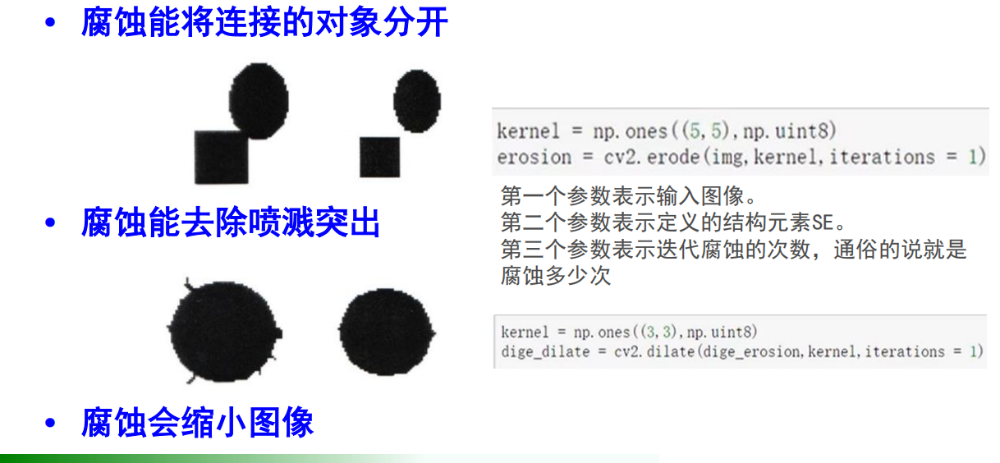 • 腐蚀能将连接的对象分开
kernel = np.ones((5,5),np.uint8)
erosion = cv2.erode(img,kernel,iterations = 1)
第一个参数表示输入图像。
第二个参数表示定义的结构元素SE。
第三个参数表示迭代腐蚀的次数，通俗的说就是
腐蚀多少次
• 腐蚀能去除喷溅突出
kernel = np.ones((3,3),np.uint8)
dige_dilate = cv2.dilate(dige_erosion,kernel,iterations = 1)
• 腐蚀会缩小图像